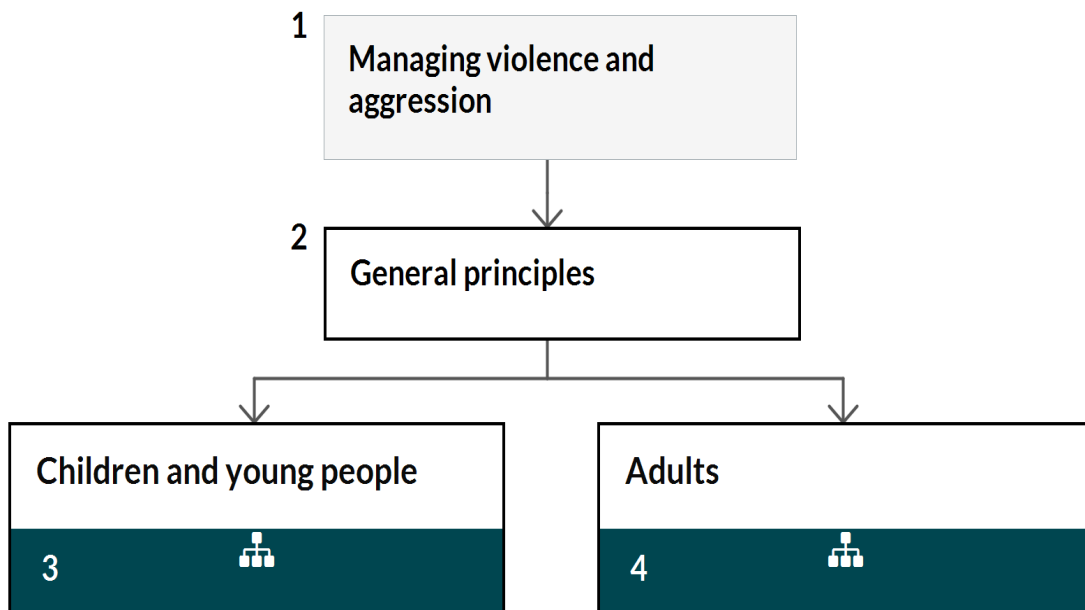 1
Managing violence and
aggression
2
General principles
Children and young people
3
Adults
4